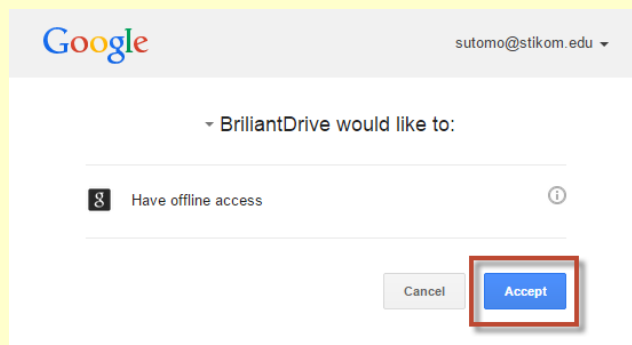 Google
sutomo@stikom.edu
BriliantDrive would like to:
g
Have offline access
Cancel
Accept